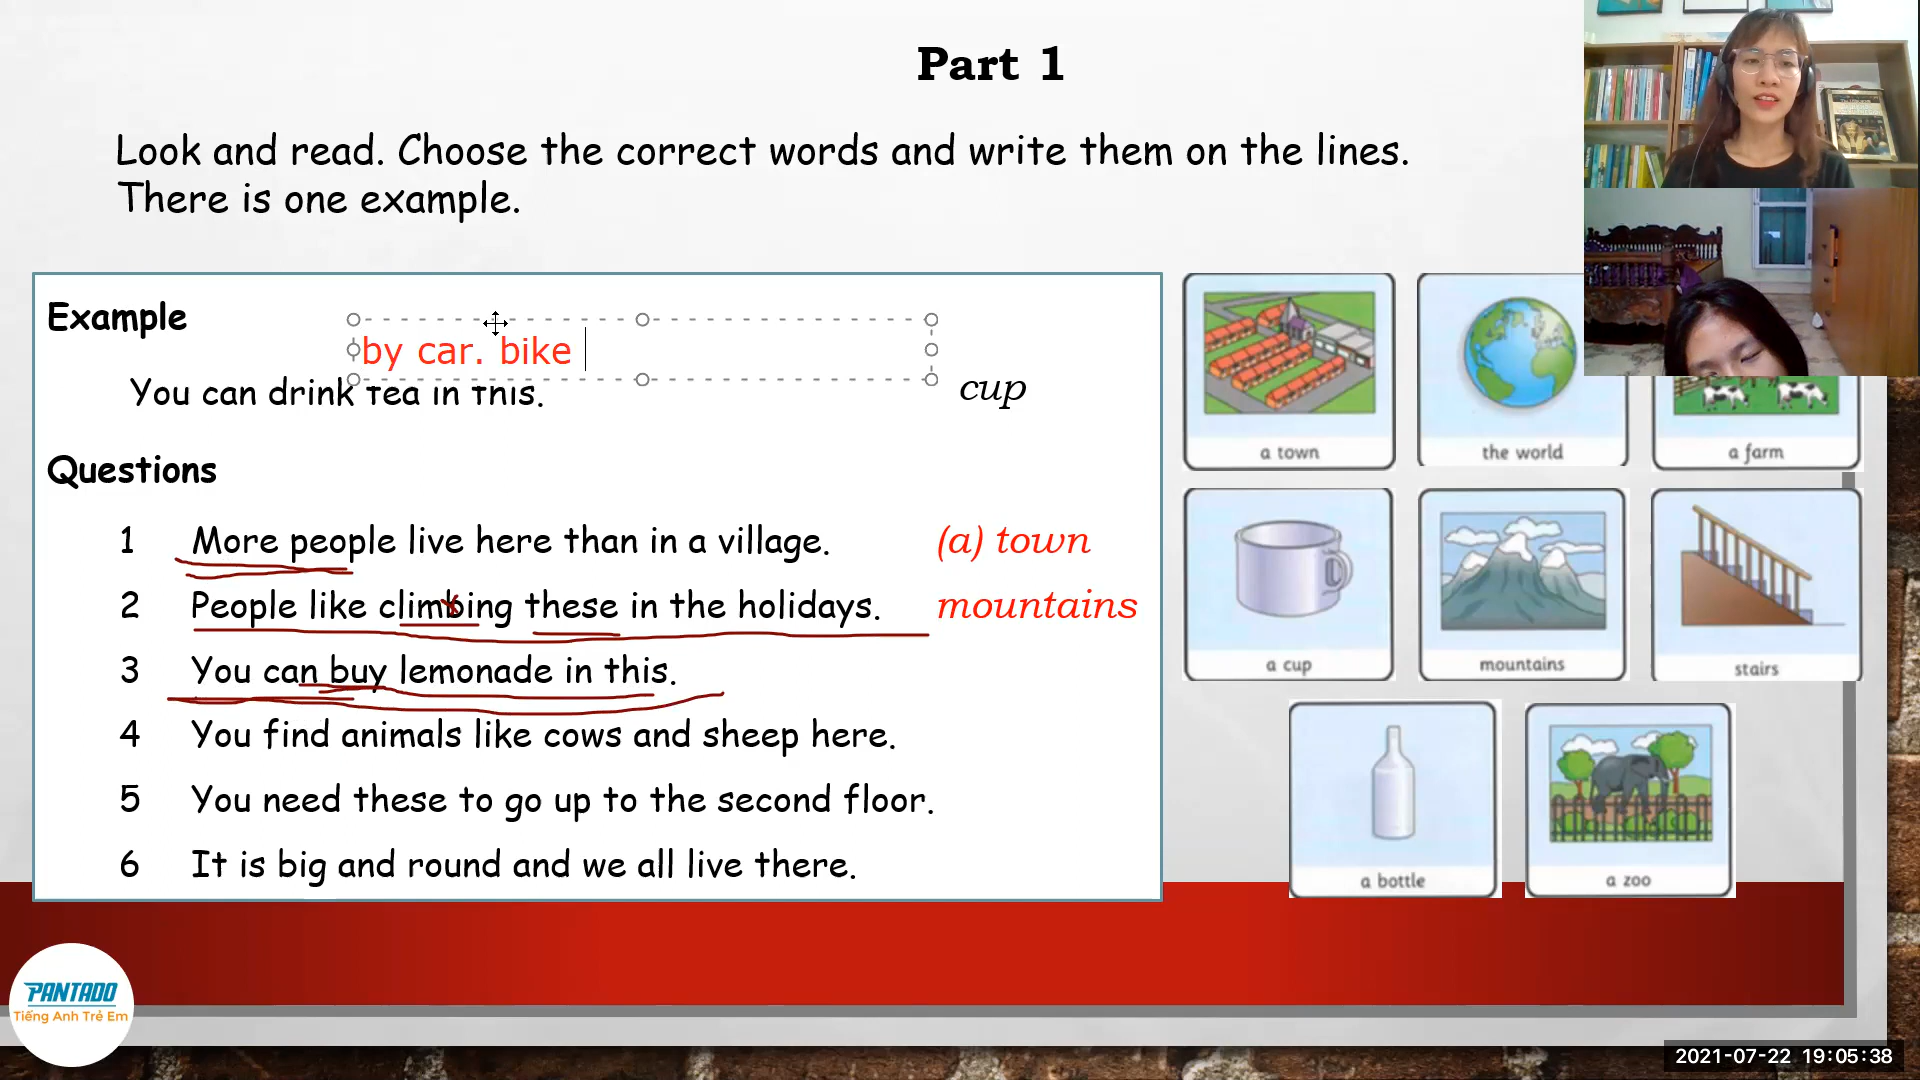 Part 1
Look and read. Choose the correct words and write them on the lines.
There is one example.
Example
by car. bike
You can drink tea in this.
cup
Questions
1 More people live here than in a village. (a) town
2 People like climbing these in the holidays. mountains
3 You can buy lemonade in this.
4 You find animals like cows and sheep here.
5 You need these to go up to the second floor.
6 It is big and round and we all live there.
a town
the world
a farm
a cup
mountains
stairs
a bottle
a zoo
PANTADO
Tiếng Anh Trẻ Em
2021-07-22 19:05:38